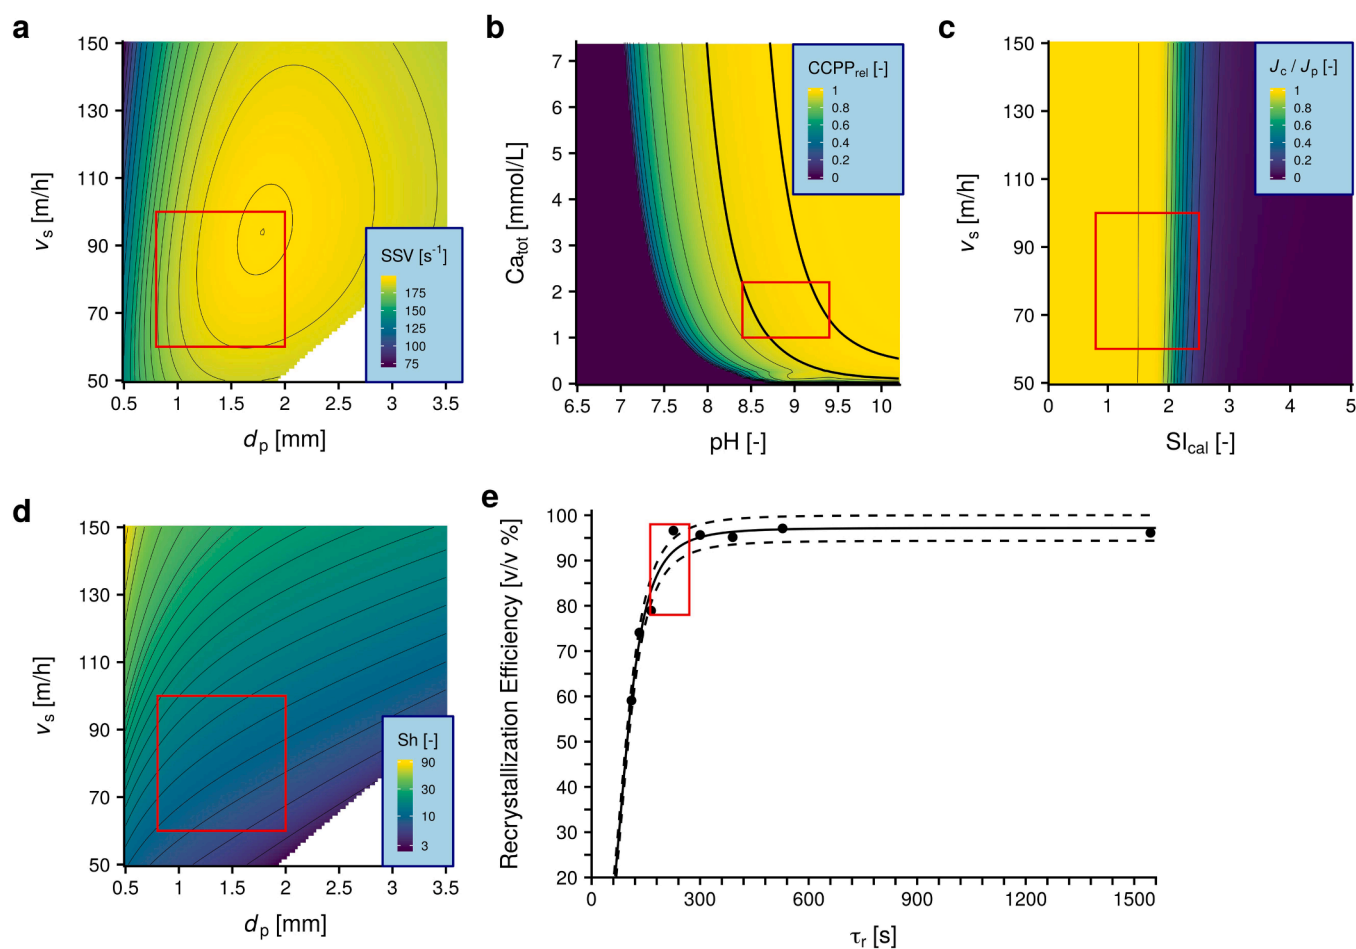 a
150
130
110
90
70
50
v_s [m/h]
0.5 1 1.5 2 2.5 3 3.5
d_p [mm]
SSV [s⁻¹]
175
150
125
100
75
b
7
6
5
4
3
2
1
0
Ca_tot [mmol/L]
6.5 7 7.5 8 8.5 9 9.5 10
pH [-]
CCPP_rel [-]
1
0.8
0.6
0.4
0.2
0
c
150
130
110
90
70
50
v_s [m/h]
0 1 2 3 4 5
SI_cal [-]
J_c / J_p [-]
1
0.8
0.6
0.4
0.2
0
d
150
130
110
90
70
50
v_s [m/h]
0.5 1 1.5 2 2.5 3 3.5
d_p [mm]
Sh [-]
90
30
10
3
e
100
90
80
70
60
50
40
30
20
Recrystallization Efficiency [v/v %]
0 300 600 900 1200 1500
τ_r [s]